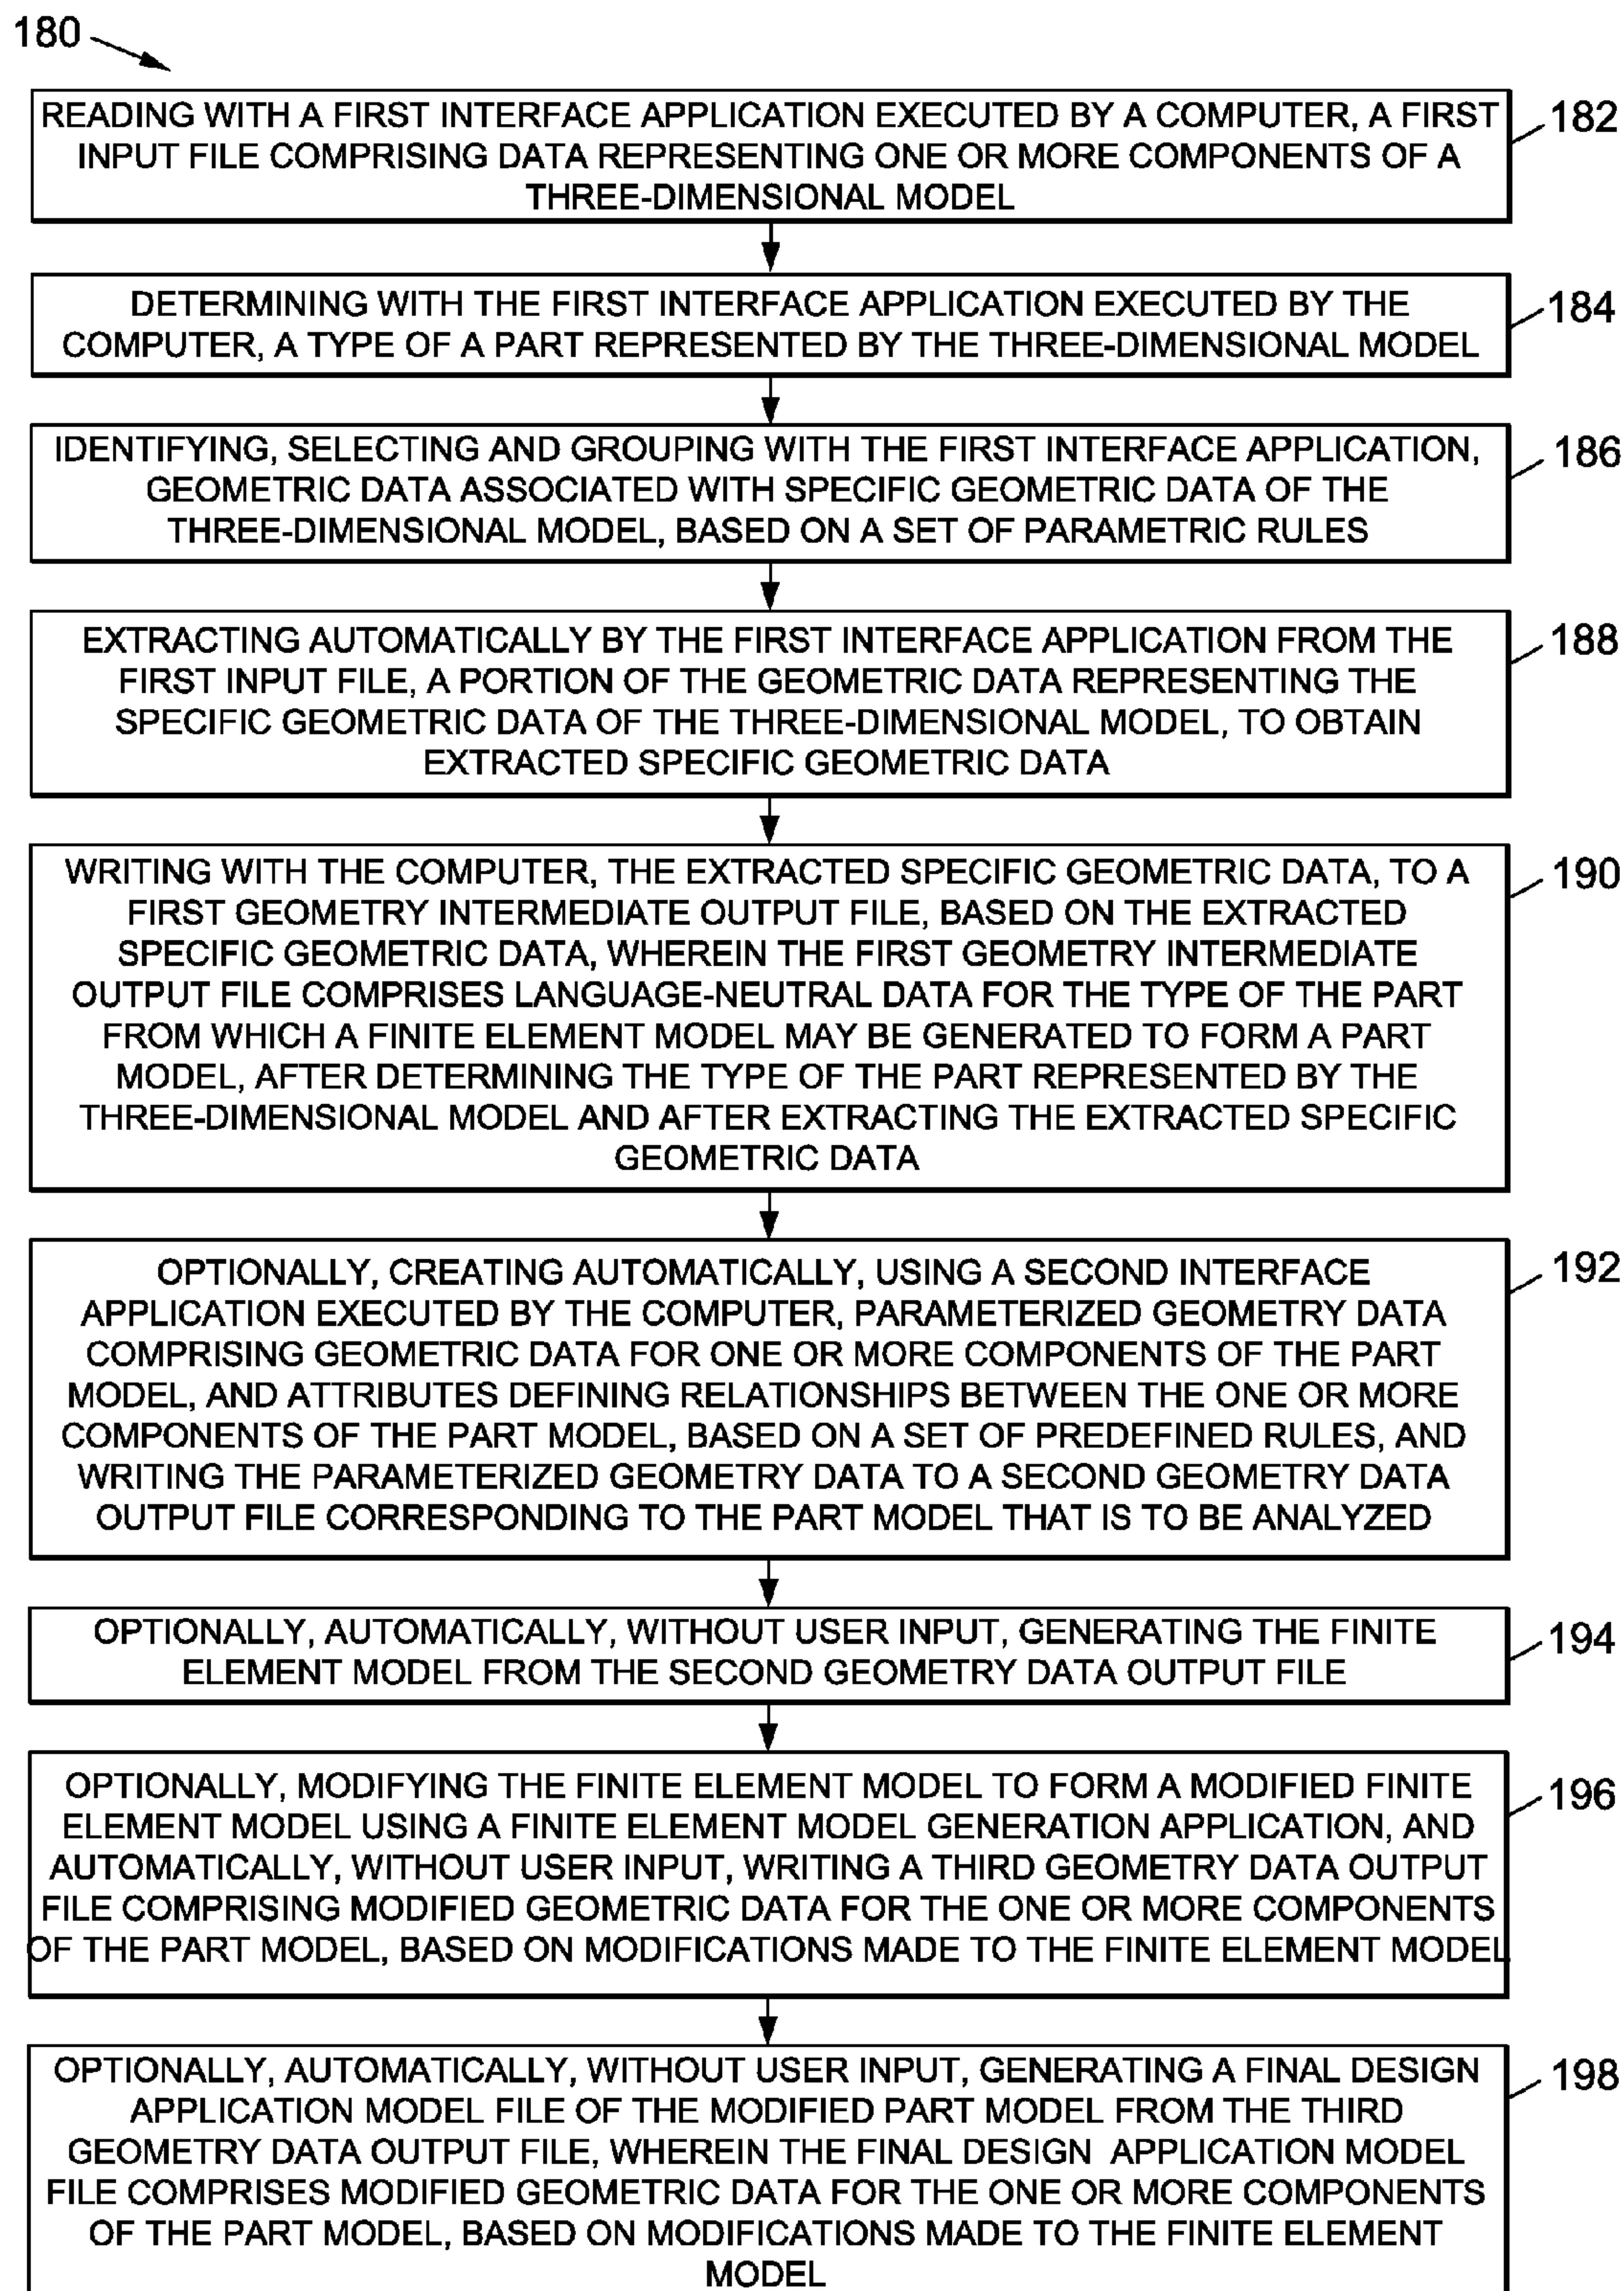 180
READING WITH A FIRST INTERFACE APPLICATION EXECUTED BY A COMPUTER, A FIRST
INPUT FILE COMPRISING DATA REPRESENTING ONE OR MORE COMPONENTS OF A
THREE-DIMENSIONAL MODEL
182
DETERMINING WITH THE FIRST INTERFACE APPLICATION EXECUTED BY THE
COMPUTER, A TYPE OF A PART REPRESENTED BY THE THREE-DIMENSIONAL MODEL
184
IDENTIFYING, SELECTING AND GROUPING WITH THE FIRST INTERFACE APPLICATION,
GEOMETRIC DATA ASSOCIATED WITH SPECIFIC GEOMETRIC DATA OF THE
THREE-DIMENSIONAL MODEL, BASED ON A SET OF PARAMETRIC RULES
186
EXTRACTING AUTOMATICALLY BY THE FIRST INTERFACE APPLICATION FROM THE
FIRST INPUT FILE, A PORTION OF THE GEOMETRIC DATA REPRESENTING THE
SPECIFIC GEOMETRIC DATA OF THE THREE-DIMENSIONAL MODEL, TO OBTAIN
EXTRACTED SPECIFIC GEOMETRIC DATA
188
WRITING WITH THE COMPUTER, THE EXTRACTED SPECIFIC GEOMETRIC DATA, TO A
FIRST GEOMETRY INTERMEDIATE OUTPUT FILE, BASED ON THE EXTRACTED
SPECIFIC GEOMETRIC DATA, WHEREIN THE FIRST GEOMETRY INTERMEDIATE
OUTPUT FILE COMPRISES LANGUAGE-NEUTRAL DATA FOR THE TYPE OF THE PART
FROM WHICH A FINITE ELEMENT MODEL MAY BE GENERATED TO FORM A PART
MODEL, AFTER DETERMINING THE TYPE OF THE PART REPRESENTED BY THE
THREE-DIMENSIONAL MODEL AND AFTER EXTRACTING THE EXTRACTED SPECIFIC
GEOMETRIC DATA
190
OPTIONALLY, CREATING AUTOMATICALLY, USING A SECOND INTERFACE
APPLICATION EXECUTED BY THE COMPUTER, PARAMETERIZED GEOMETRY DATA
COMPRISING GEOMETRIC DATA FOR ONE OR MORE COMPONENTS OF THE PART
MODEL, AND ATTRIBUTES DEFINING RELATIONSHIPS BETWEEN THE ONE OR MORE
COMPONENTS OF THE PART MODEL, BASED ON A SET OF PREDEFINED RULES, AND
WRITING THE PARAMETERIZED GEOMETRY DATA TO A SECOND GEOMETRY DATA
OUTPUT FILE CORRESPONDING TO THE PART MODEL THAT IS TO BE ANALYZED
192
OPTIONALLY, AUTOMATICALLY, WITHOUT USER INPUT, GENERATING THE FINITE
ELEMENT MODEL FROM THE SECOND GEOMETRY DATA OUTPUT FILE
194
OPTIONALLY, MODIFYING THE FINITE ELEMENT MODEL TO FORM A MODIFIED FINITE
ELEMENT MODEL USING A FINITE ELEMENT MODEL GENERATION APPLICATION, AND
AUTOMATICALLY, WITHOUT USER INPUT, WRITING A THIRD GEOMETRY DATA OUTPUT
FILE COMPRISING MODIFIED GEOMETRIC DATA FOR THE ONE OR MORE COMPONENTS
OF THE PART MODEL, BASED ON MODIFICATIONS MADE TO THE FINITE ELEMENT MODEL
196
OPTIONALLY, AUTOMATICALLY, WITHOUT USER INPUT, GENERATING A FINAL DESIGN
APPLICATION MODEL FILE OF THE MODIFIED PART MODEL FROM THE THIRD
GEOMETRY DATA OUTPUT FILE, WHEREIN THE FINAL DESIGN APPLICATION MODEL
FILE COMPRISES MODIFIED GEOMETRIC DATA FOR THE ONE OR MORE COMPONENTS
OF THE PART MODEL, BASED ON MODIFICATIONS MADE TO THE FINITE ELEMENT
MODEL
198